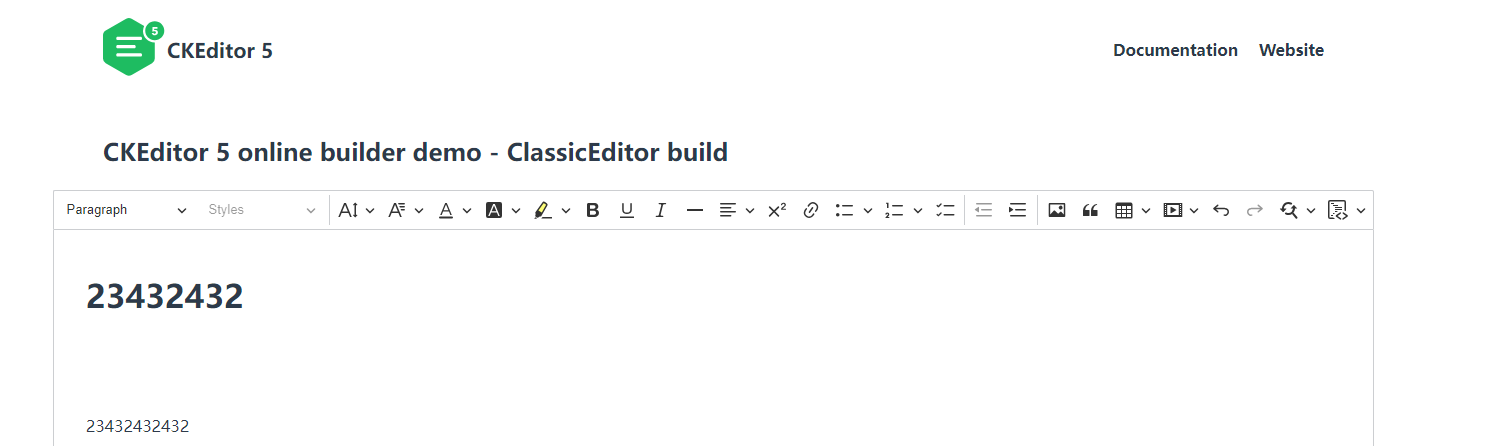 5
CKEditor 5
Documentation Website
CKEditor 5 online builder demo - ClassicEditor build
Paragraph Styles
23432432
23432432432